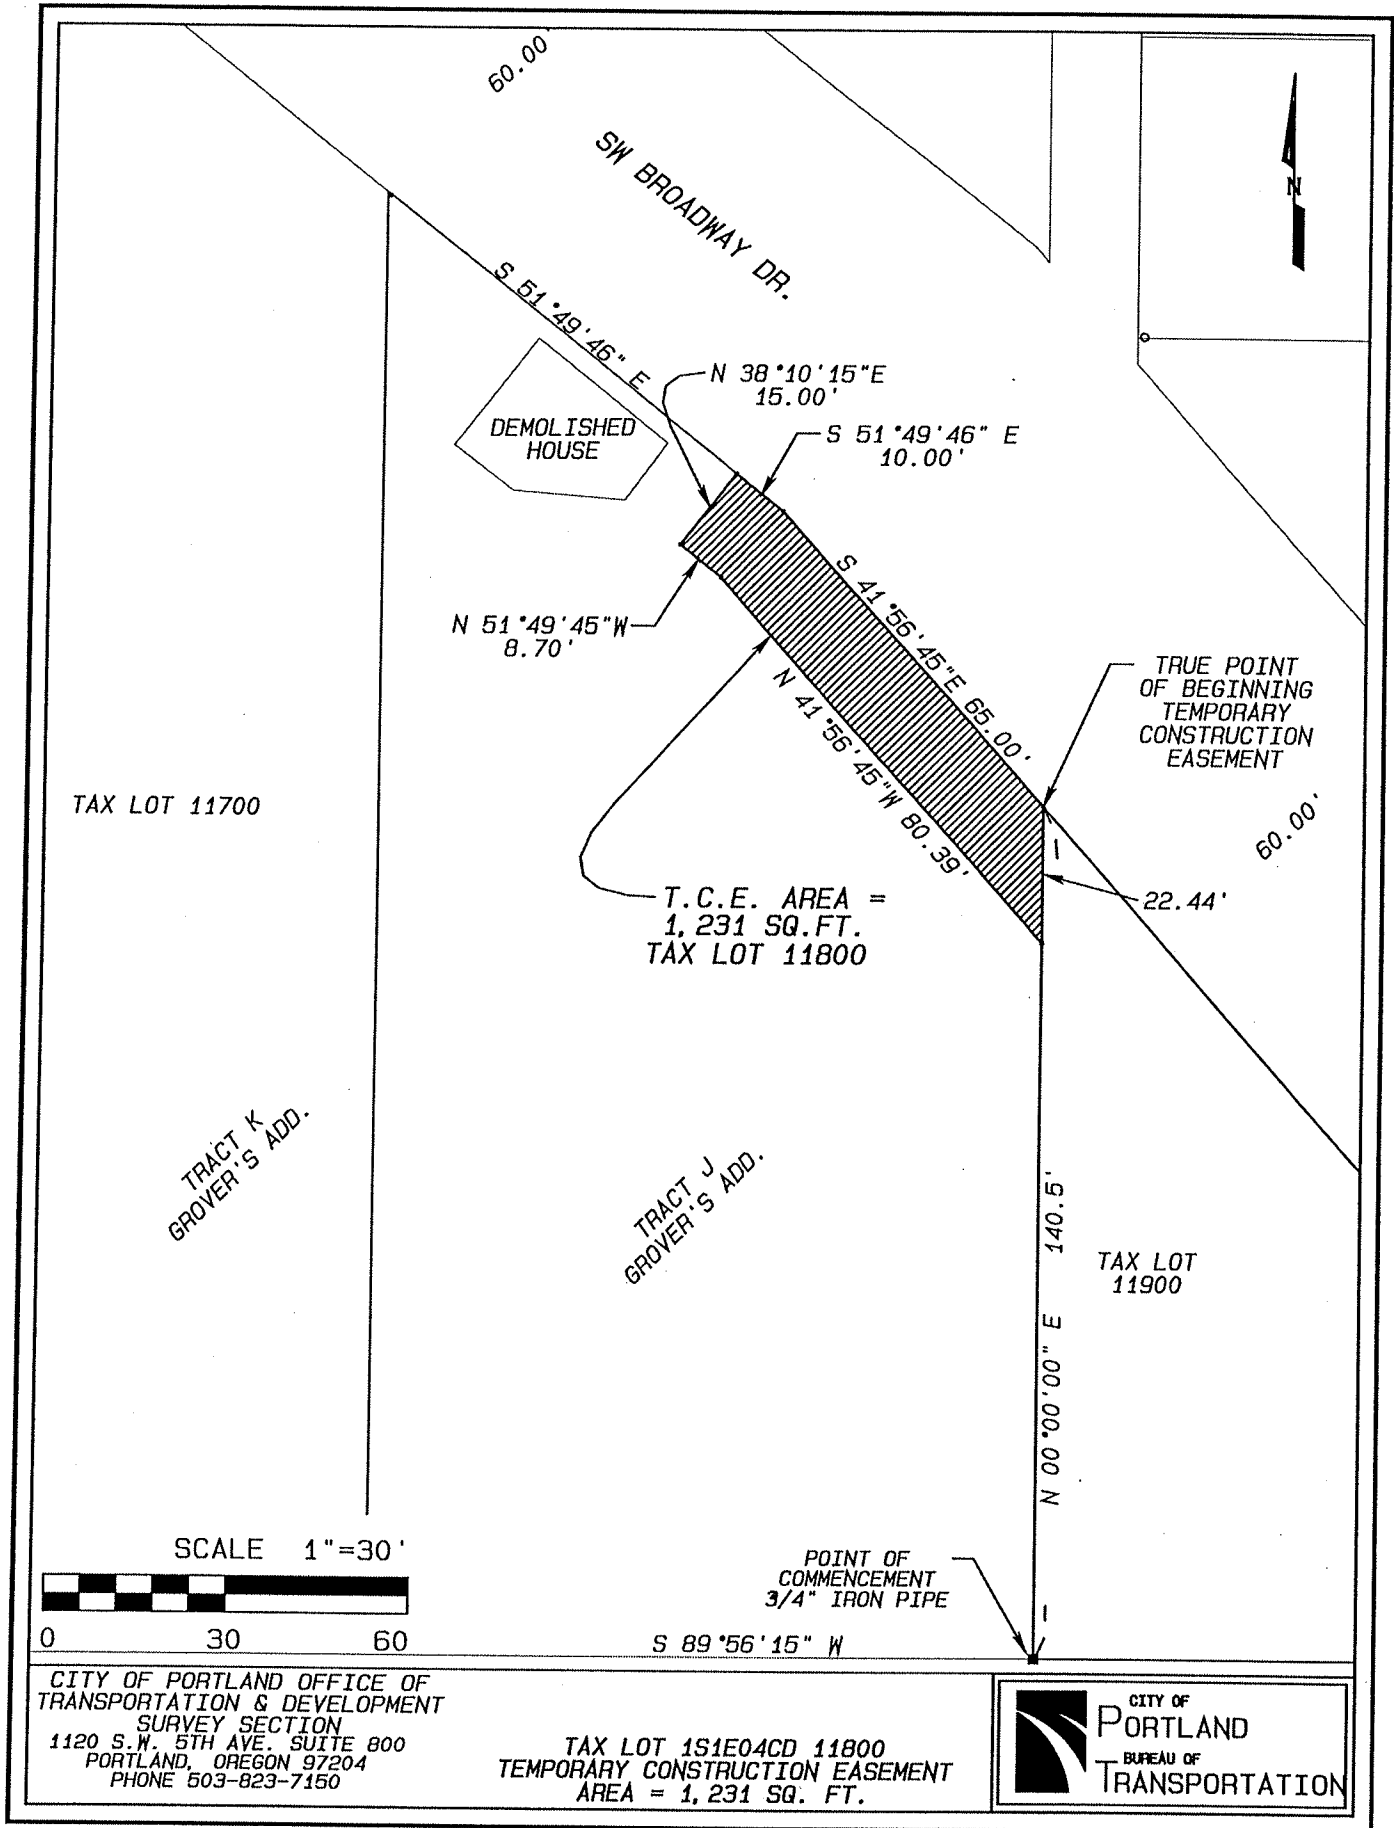 60.00'
SW BROADWAY DR.
N
S 51°49'46" E
N 38°10'15"E
15.00'
S 51°49'46" E
10.00'
DEMOLISHED
HOUSE
N 51°49'45"W
8.70'
S 41°56'45"E 65.00'
N 41°56'45"W 80.39'
TRUE POINT
OF BEGINNING
TEMPORARY
CONSTRUCTION
EASEMENT
60.00'
TAX LOT 11700
22.44'
T.C.E. AREA =
1,231 SQ.FT.
TAX LOT 11800
TRACT K
GROVER'S ADD.
TRACT J
GROVER'S ADD.
N 00°00'00" E 140.5'
TAX LOT
11900
SCALE 1"=30'
0 30 60
POINT OF
COMMENCEMENT
3/4" IRON PIPE
S 89°56'15" W
CITY OF PORTLAND OFFICE OF
TRANSPORTATION & DEVELOPMENT
SURVEY SECTION
1120 S.W. 5TH AVE. SUITE 800
PORTLAND, OREGON 97204
PHONE 503-823-7150
TAX LOT 1S1E04CD 11800
TEMPORARY CONSTRUCTION EASEMENT
AREA = 1,231 SQ. FT.
CITY OF
PORTLAND
BUREAU OF
TRANSPORTATION